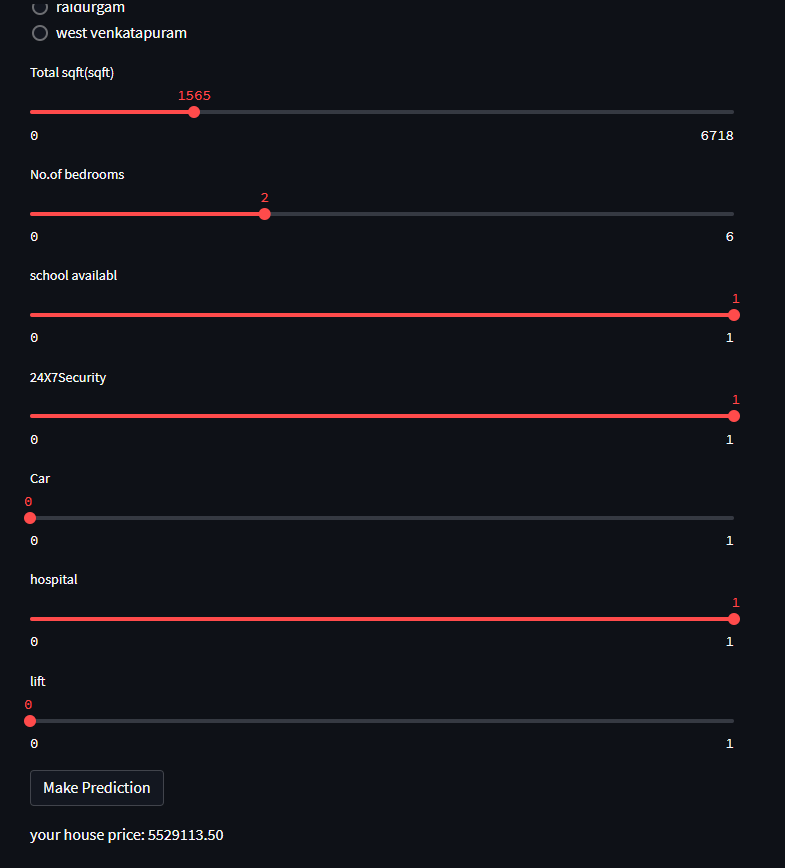 raidurgam
west venkatapuram
Total sqft(sqft)
1565
0 6718
No.of bedrooms
2
0 6
school availabl
1
0 1
24X7Security
1
0 1
Car
0
0 1
hospital
1
0 1
lift
0
0 1
Make Prediction
your house price: 5529113.50